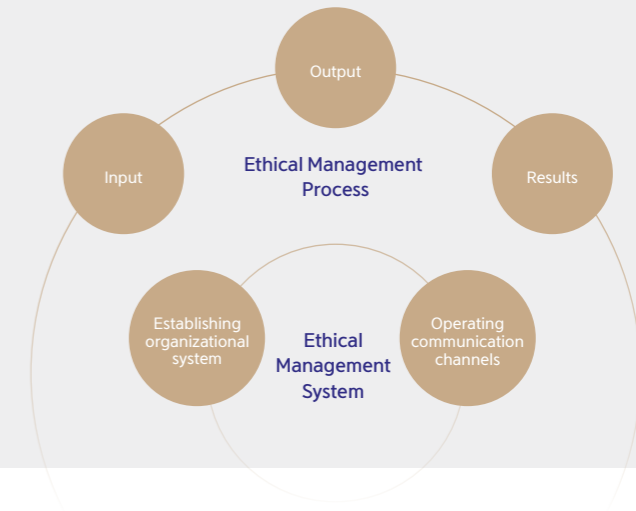 Output
Input
Ethical Management
Process
Results
Establishing
organizational
system
Ethical
Management
System
Operating
communication
channels